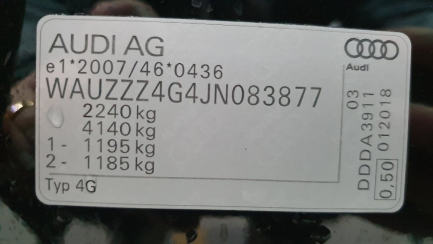 AUDI AG
e1*2007/46*0436
WAUZZZ4G4JN083877
2240 kg
4140 kg
1 - 1195 kg
2 - 1185 kg
Typ 4G
Audi
DDDA3911 03
0,50 012018